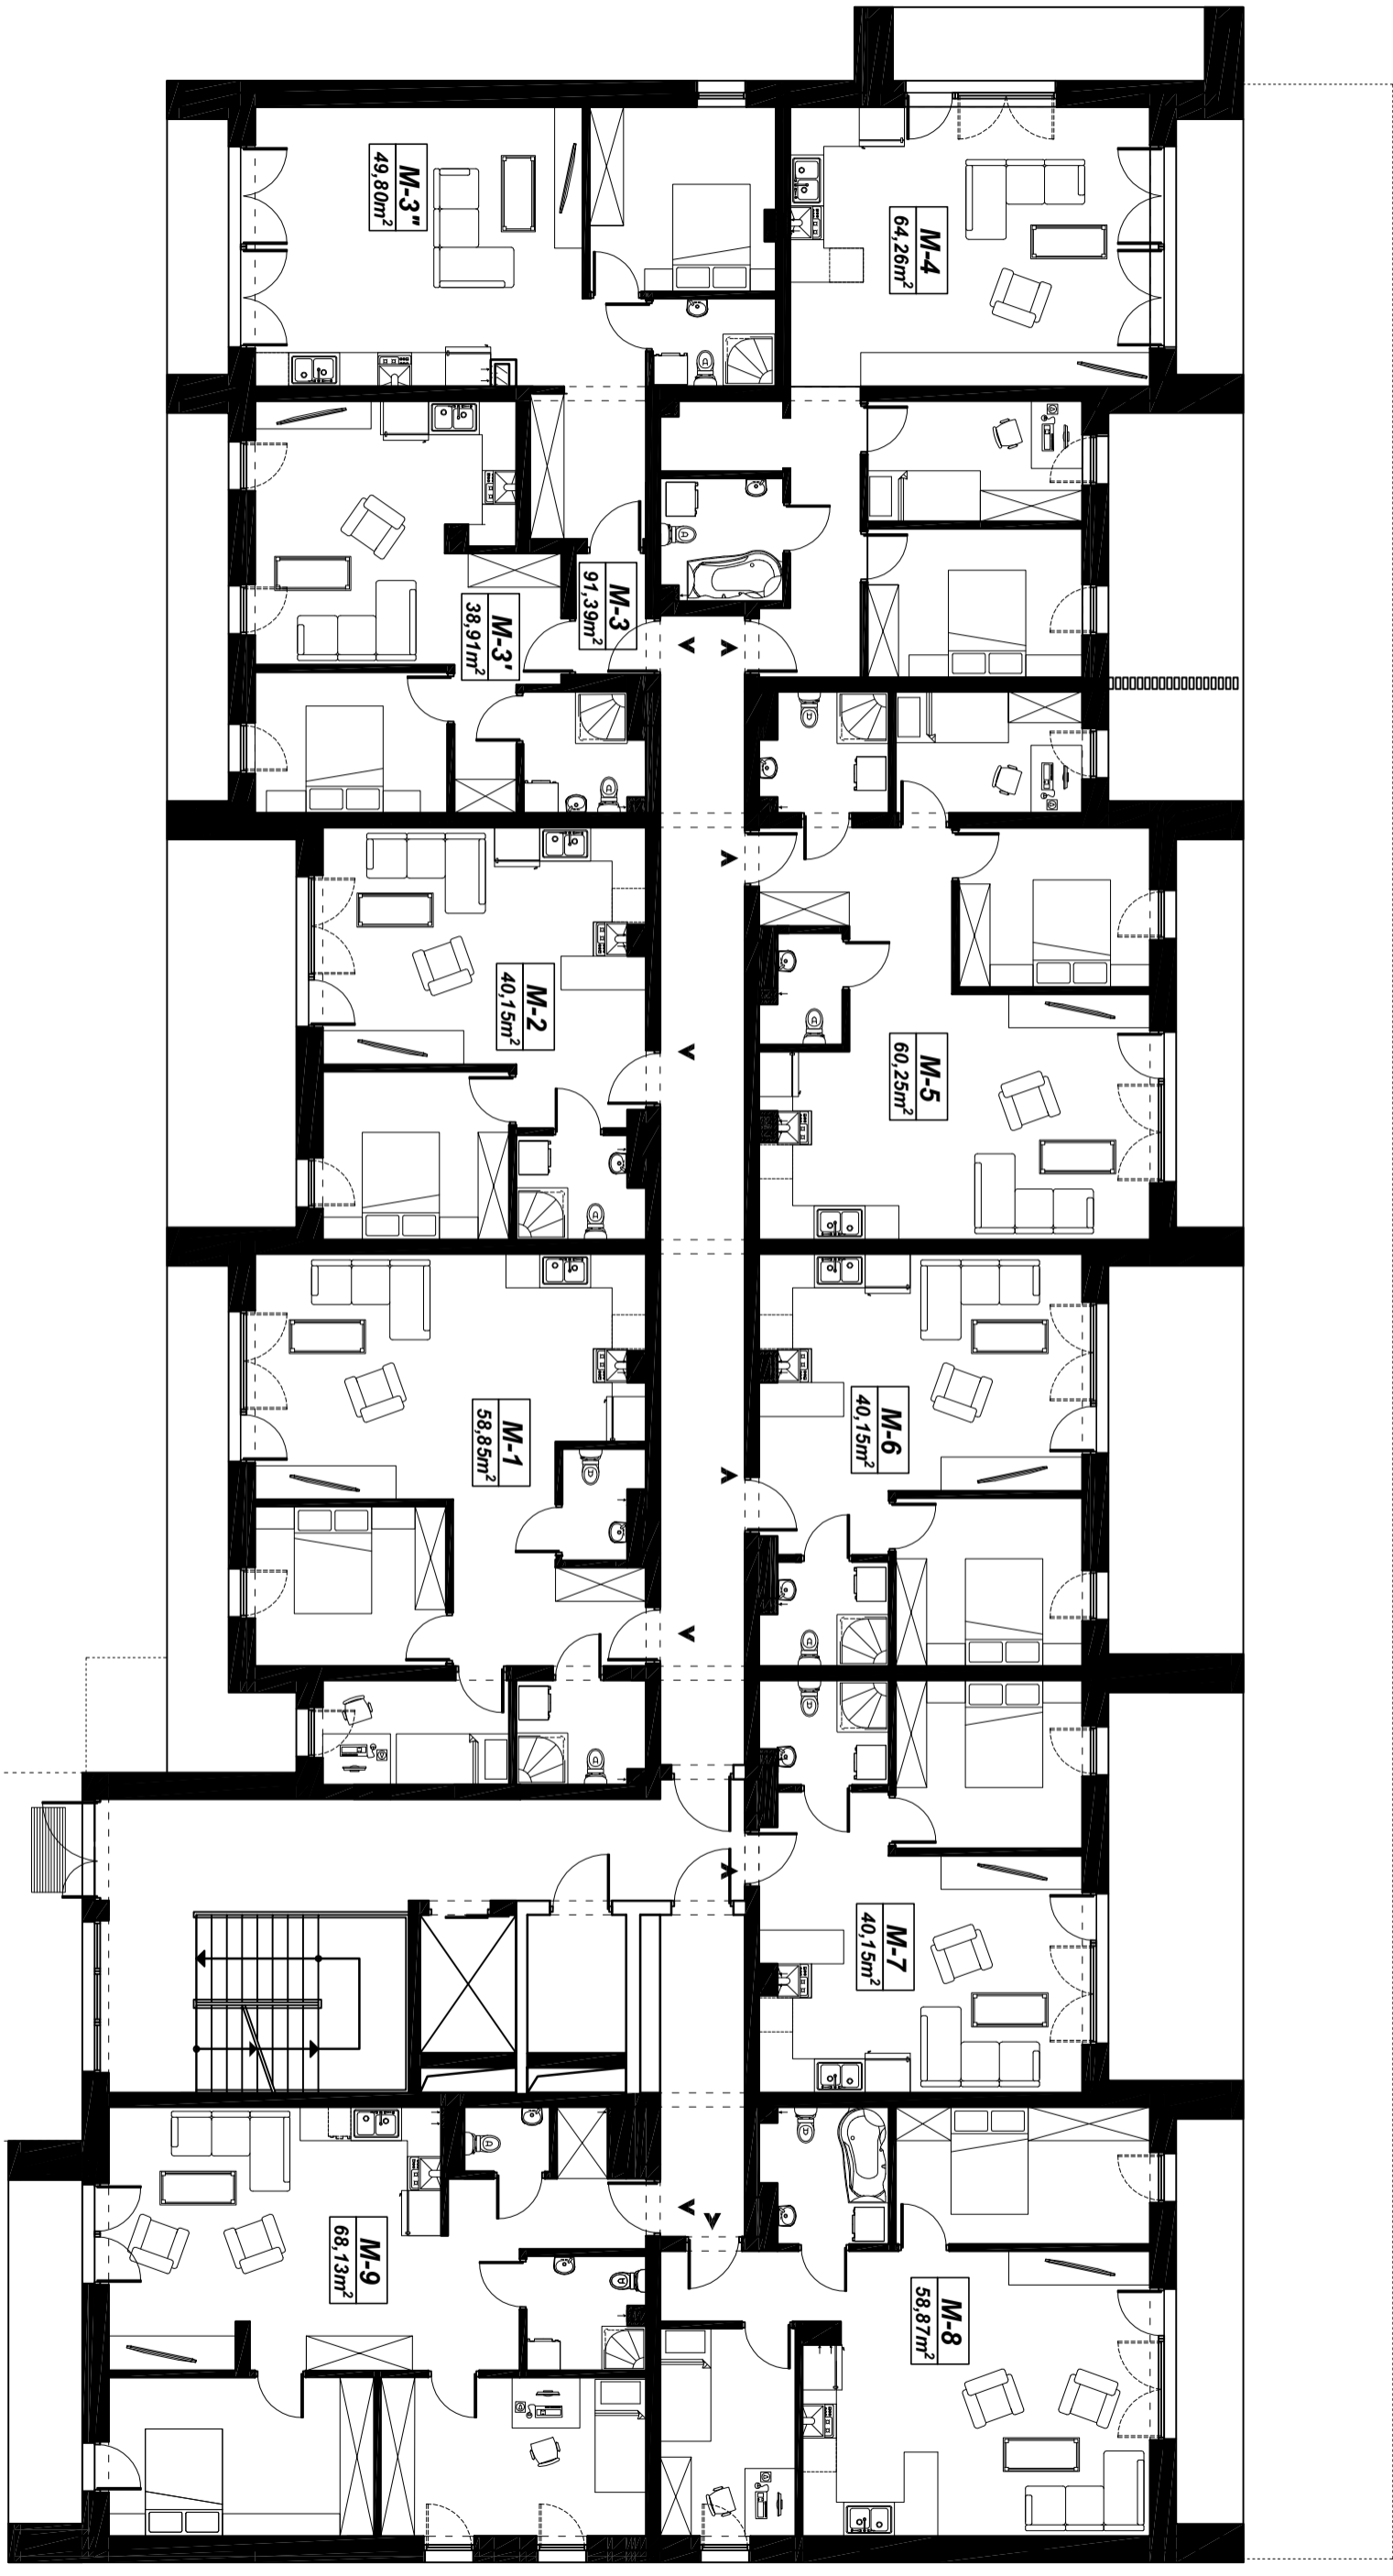 M-3"
49,80m²
M-4
64,26m²
M-3
91,39m²
M-3'
38,91m²
M-2
40,15m²
M-5
60,25m²
M-1
58,85m²
M-6
40,15m²
M-7
40,15m²
M-9
68,13m²
M-8
58,87m²